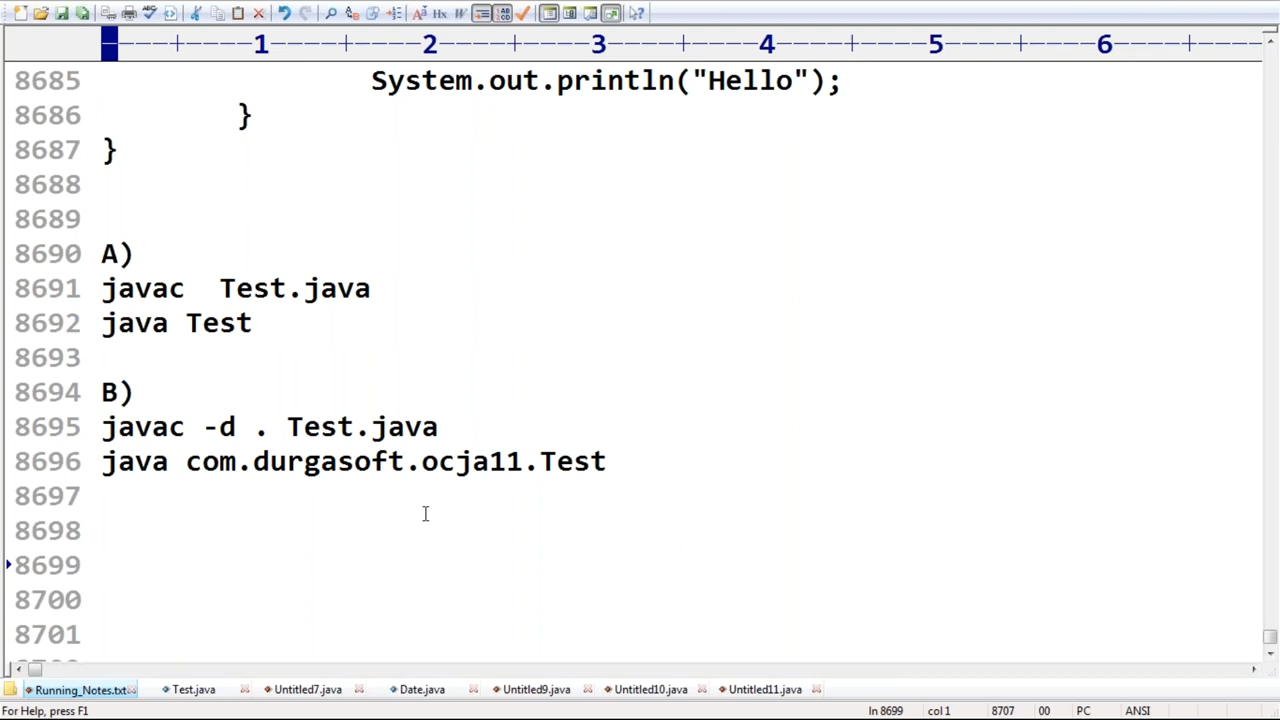 1 2 3 4 5 6
8685 System.out.println("Hello");
8686 }
8687 }
8688
8689
8690 A)
8691 javac  Test.java
8692 java Test
8693
8694 B)
8695 javac -d . Test.java
8696 java com.durgasoft.ocja11.Test
8697
8698
8699
8700
8701
Running_Notes.txt Test.java Untitled7.java Date.java Untitled9.java Untitled10.java Untitled11.java
For Help, press F1 ln 8699 col 1 8707 00 PC ANSI